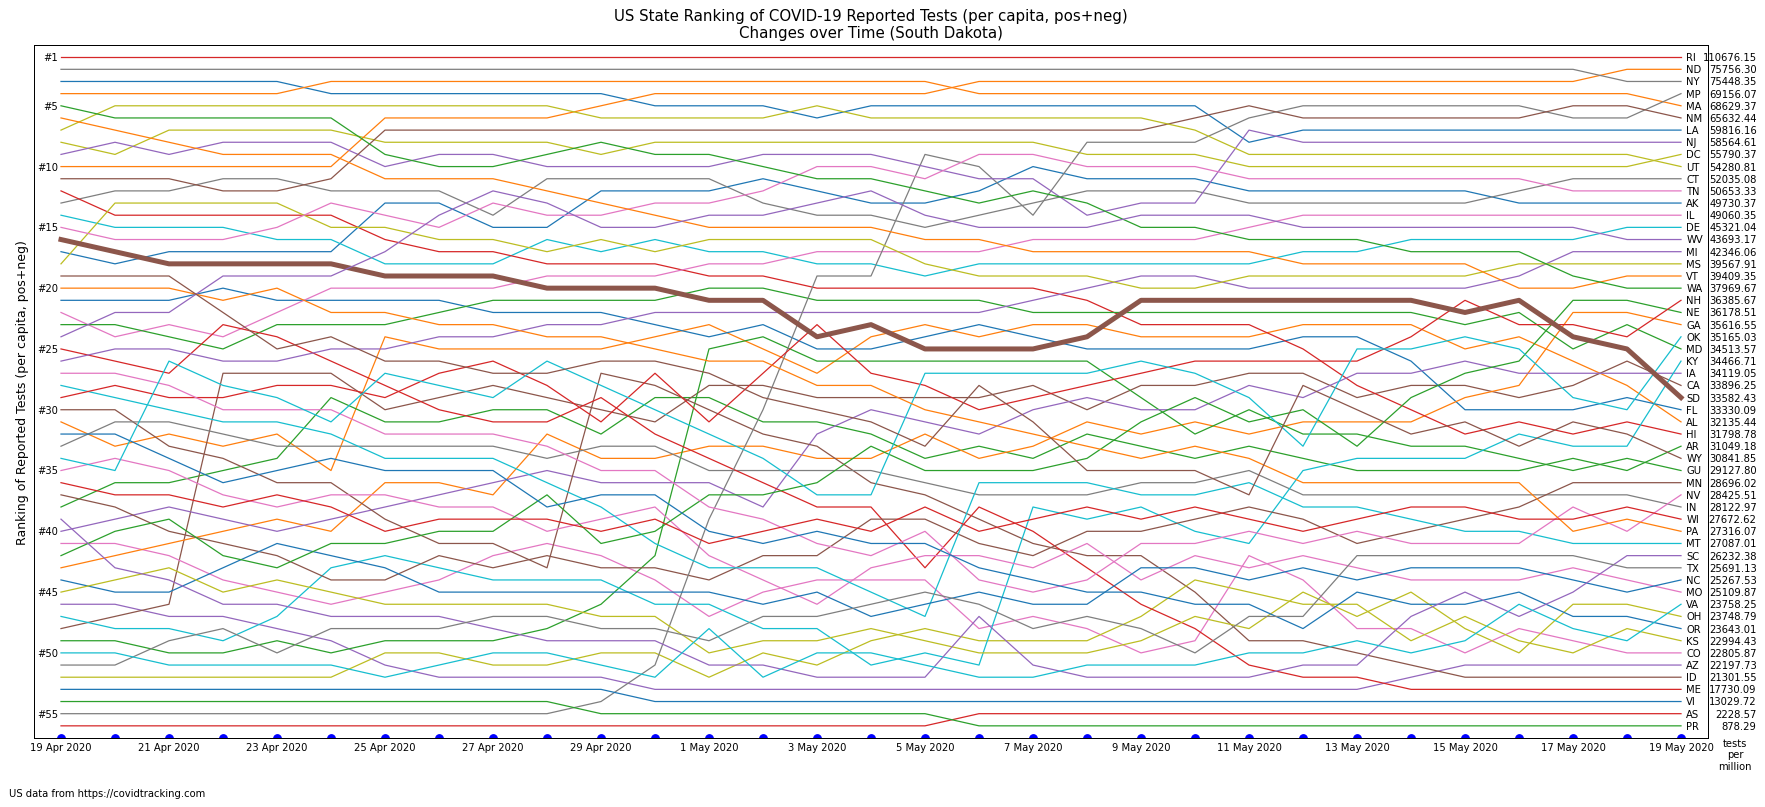 US State Ranking of COVID-19 Reported Tests (per capita, pos+neg)
Changes over Time (South Dakota)
Ranking of Reported Tests (per capita, pos+neg)
#1
#5
#10
#15
#20
#25
#30
#35
#40
#45
#50
#55
RI 110676.15
ND 75756.30
NY 75448.35
MP 69156.07
MA 68629.37
NM 65632.44
LA 59816.16
NJ 58564.61
DC 55790.37
UT 54280.81
CT 52035.08
TN 50653.33
AK 49730.37
IL 49060.35
DE 45321.04
WV 43693.17
MI 42346.06
MS 39567.91
VT 39409.35
WA 37969.67
NH 36385.67
NE 36178.51
GA 35616.55
OK 35165.03
MD 34513.57
KY 34466.71
IA 34119.05
CA 33896.25
SD 33582.43
FL 33330.09
AL 32135.44
HI 31798.78
AR 31049.18
WY 30841.85
GU 29127.80
MN 28696.02
NV 28425.51
IN 28122.97
WI 27672.62
PA 27316.07
MT 27087.01
SC 26232.38
TX 25691.13
NC 25267.53
MO 25109.87
VA 23758.25
OH 23748.79
OR 23643.01
KS 22994.43
CO 22805.87
AZ 22197.73
ID 21301.55
ME 17730.09
VI 13029.72
AS 2228.57
PR 878.29
19 Apr 2020 21 Apr 2020 23 Apr 2020 25 Apr 2020 27 Apr 2020 29 Apr 2020 1 May 2020 3 May 2020 5 May 2020 7 May 2020 9 May 2020 11 May 2020 13 May 2020 15 May 2020 17 May 2020 19 May 2020
tests
per
million
US data from https://covidtracking.com